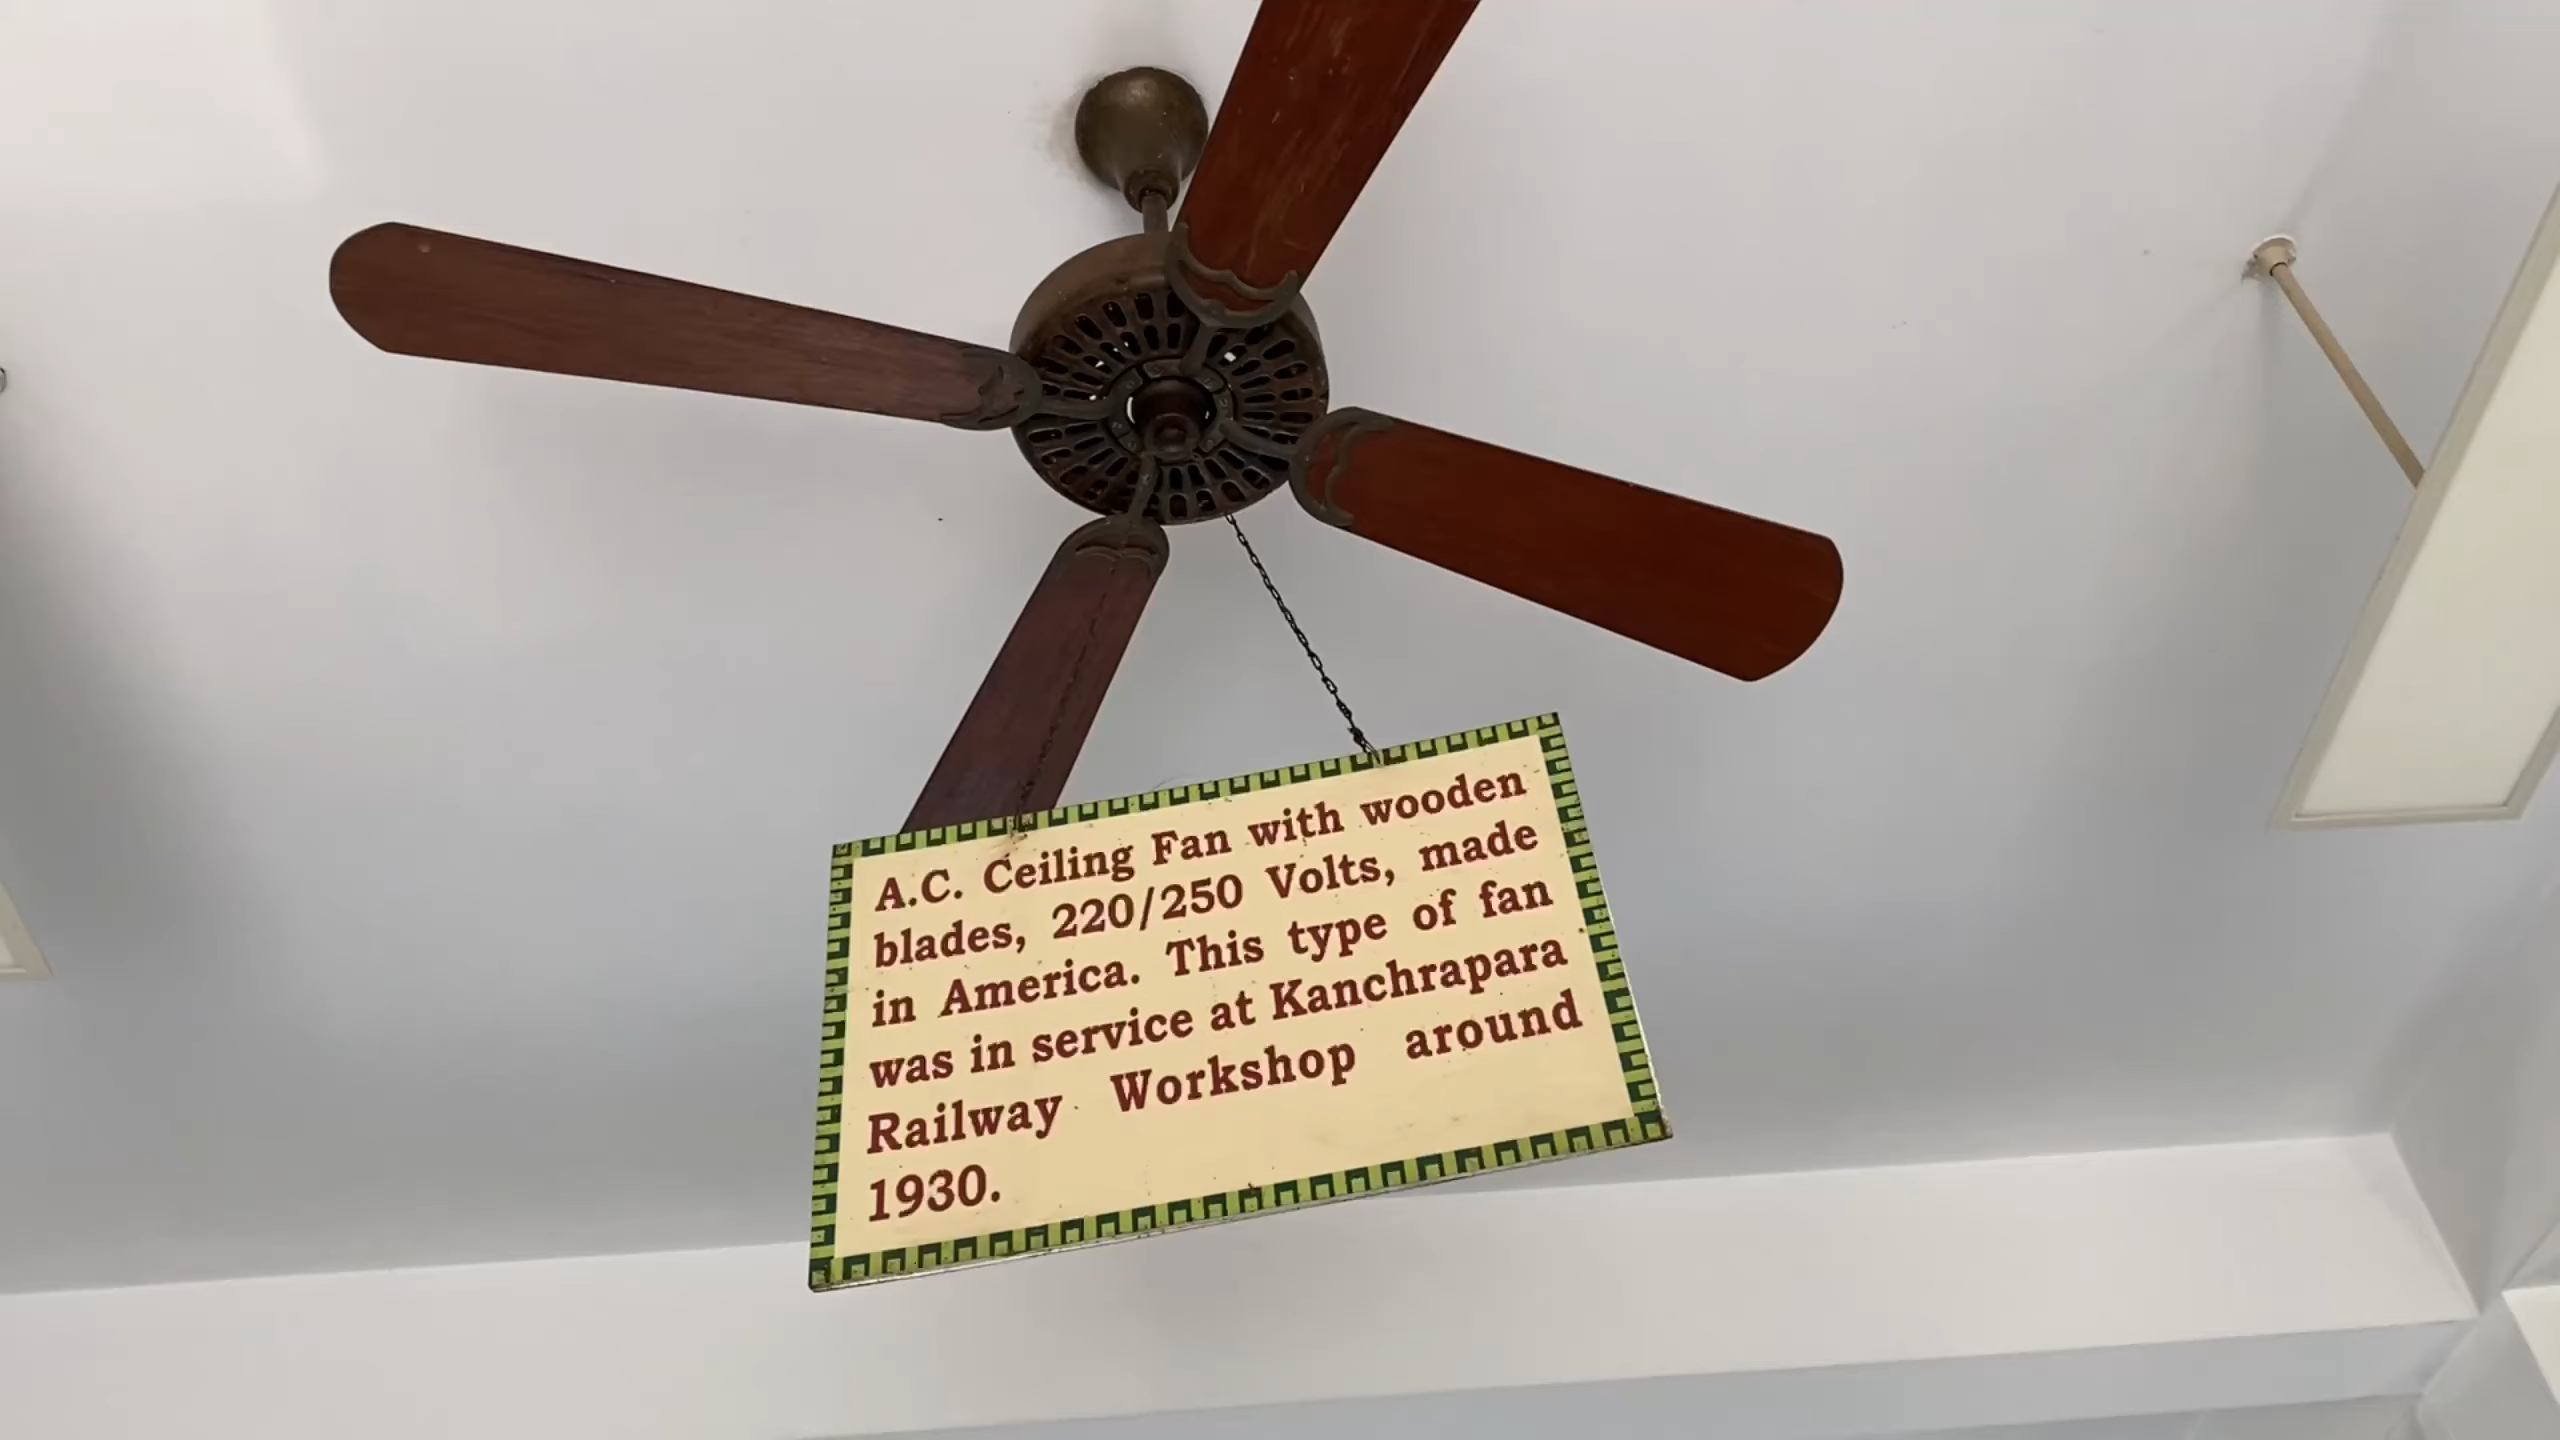 A.C. Ceiling Fan with wooden
blades, 220/250 Volts, made
in America. This type of fan
was in service at Kanchrapara
Railway Workshop around
1930.